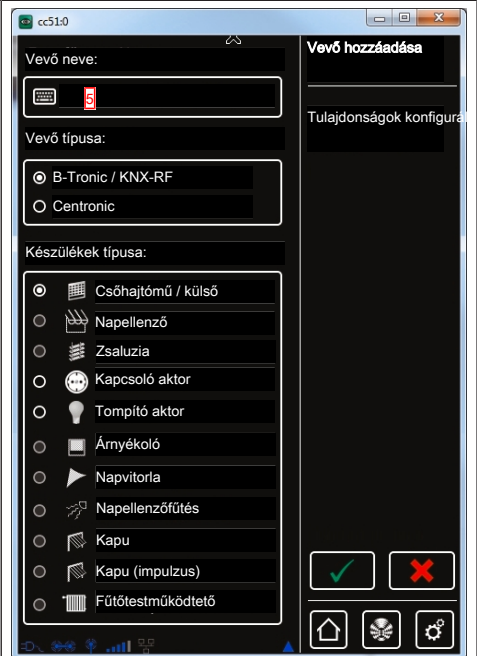 cc51:0
Vevő neve:
5
Vevő típusa:
B-Tronic / KNX-RF
Centronic
Készülékek típusa:
Csőhajtómű / külső
Napellenző
Zsaluzia
Kapcsoló aktor
Tompító aktor
Árnyékoló
Napvitorla
Napellenzőfűtés
Kapu
Kapu (impulzus)
Fűtőtestműködtető
Vevő hozzáadása
Tulajdonságok konfigurál